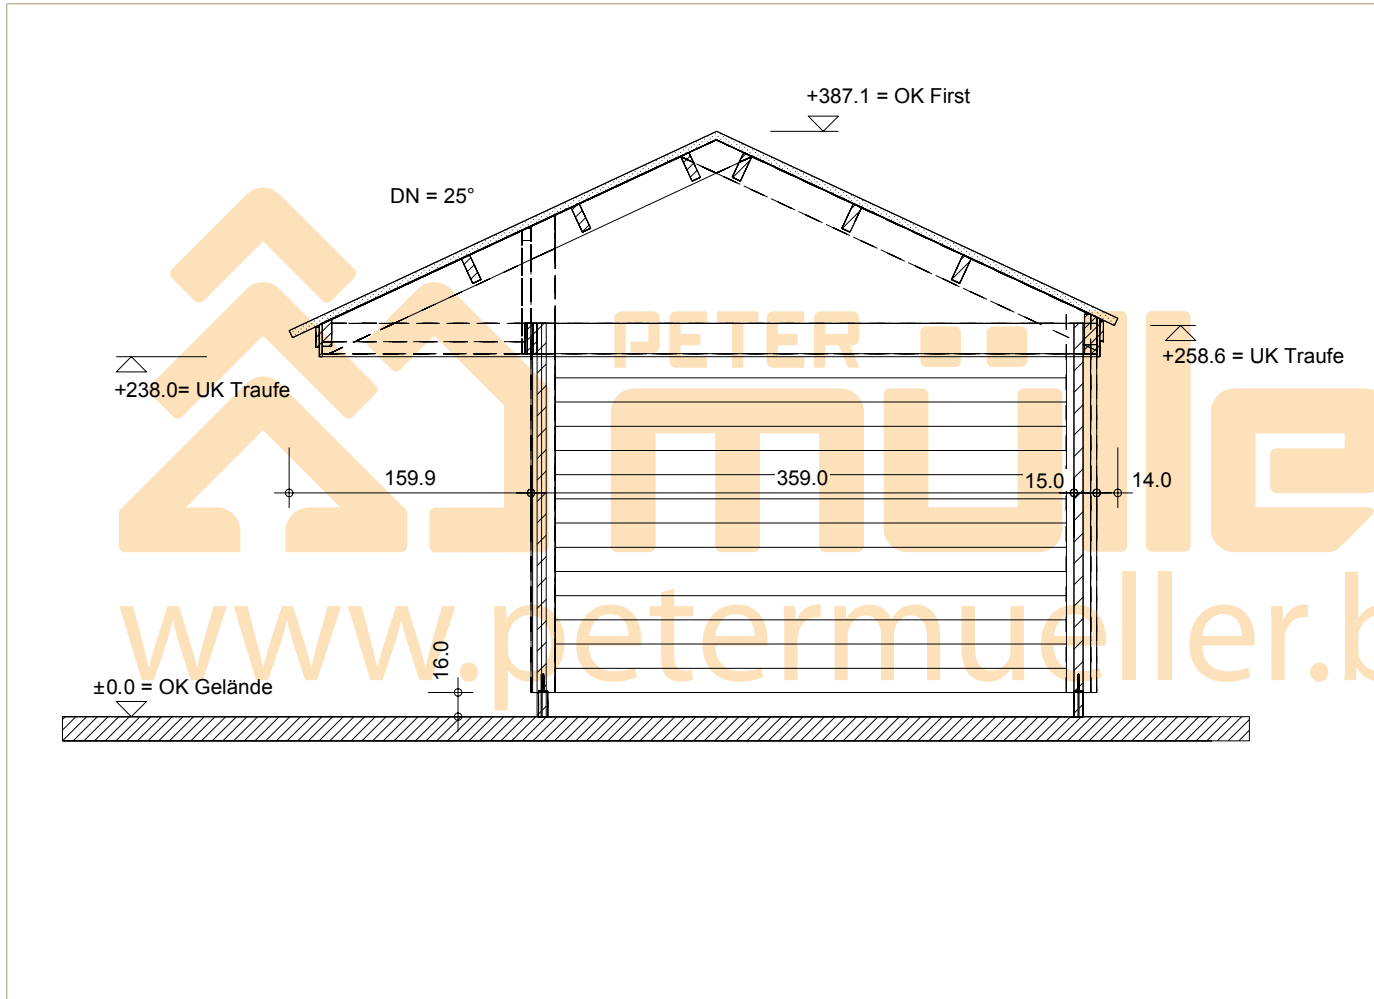 +387.1 = OK First
DN = 25°
PETER
mülle
+258.6 = UK Traufe
+238.0= UK Traufe
159.9
359.0
15.0
14.0
www.petermueller.b
16.0
±0.0 = OK Gelände